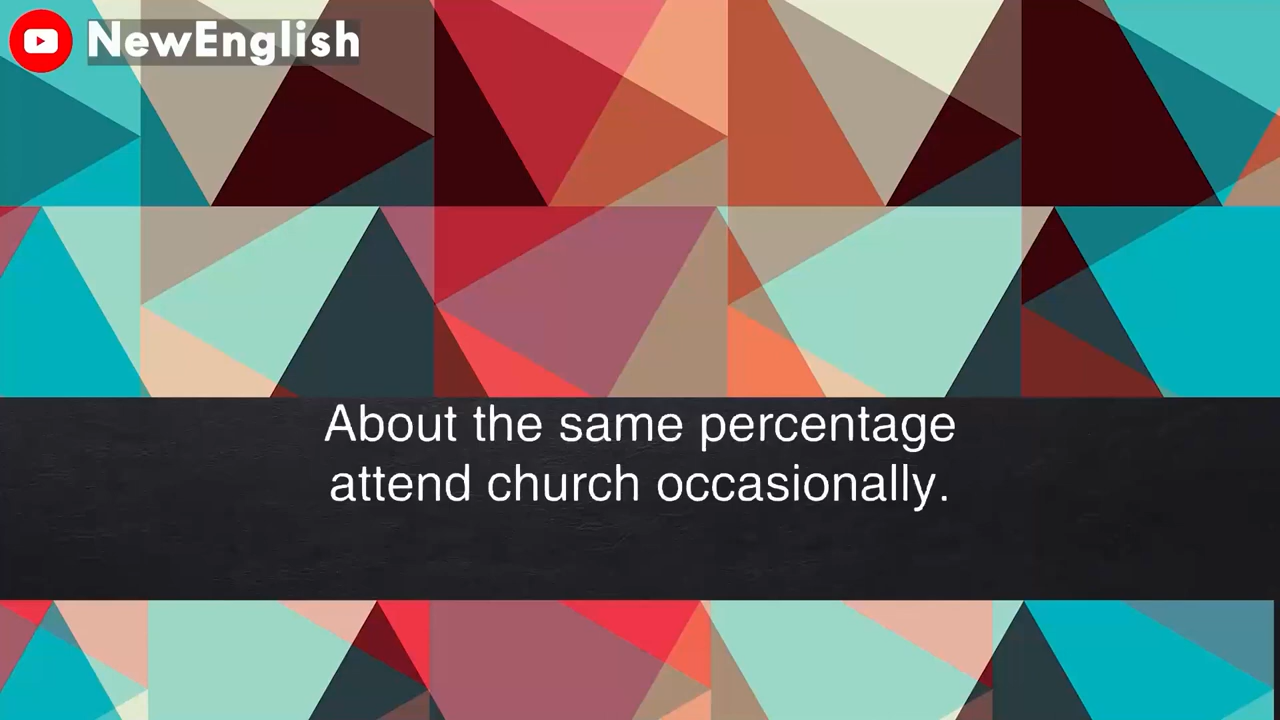 NewEnglish
About the same percentage
attend church occasionally.